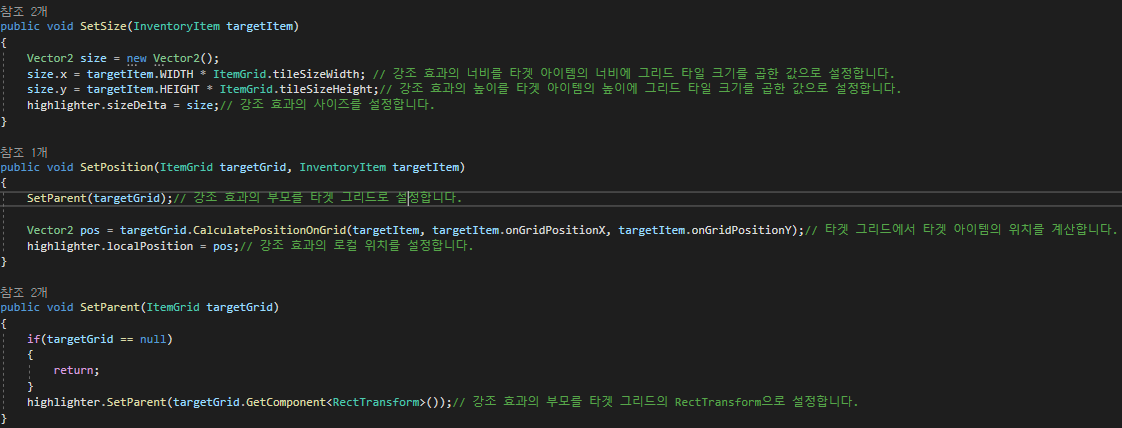 참조 2개
public void SetSize(InventoryItem targetItem)
{
Vector2 size = new Vector2();
size.x = targetItem.WIDTH * ItemGrid.tileSizeWidth; // 강조 효과의 너비를 타겟 아이템의 너비에 그리드 타일 크기를 곱한 값으로 설정합니다.
size.y = targetItem.HEIGHT * ItemGrid.tileSizeHeight;// 강조 효과의 높이를 타겟 아이템의 높이에 그리드 타일 크기를 곱한 값으로 설정합니다.
highlighter.sizeDelta = size;// 강조 효과의 사이즈를 설정합니다.
}
참조 1개
public void SetPosition(ItemGrid targetGrid, InventoryItem targetItem)
{
SetParent(targetGrid);// 강조 효과의 부모를 타겟 그리드로 설정합니다.
Vector2 pos = targetGrid.CalculatePositionOnGrid(targetItem, targetItem.onGridPositionX, targetItem.onGridPositionY);// 타겟 그리드에서 타겟 아이템의 위치를 계산합니다.
highlighter.localPosition = pos;// 강조 효과의 로컬 위치를 설정합니다.
}
참조 2개
public void SetParent(ItemGrid targetGrid)
{
if(targetGrid == null)
{
return;
}
highlighter.SetParent(targetGrid.GetComponent<RectTransform>());// 강조 효과의 부모를 타겟 그리드의 RectTransform으로 설정합니다.
}